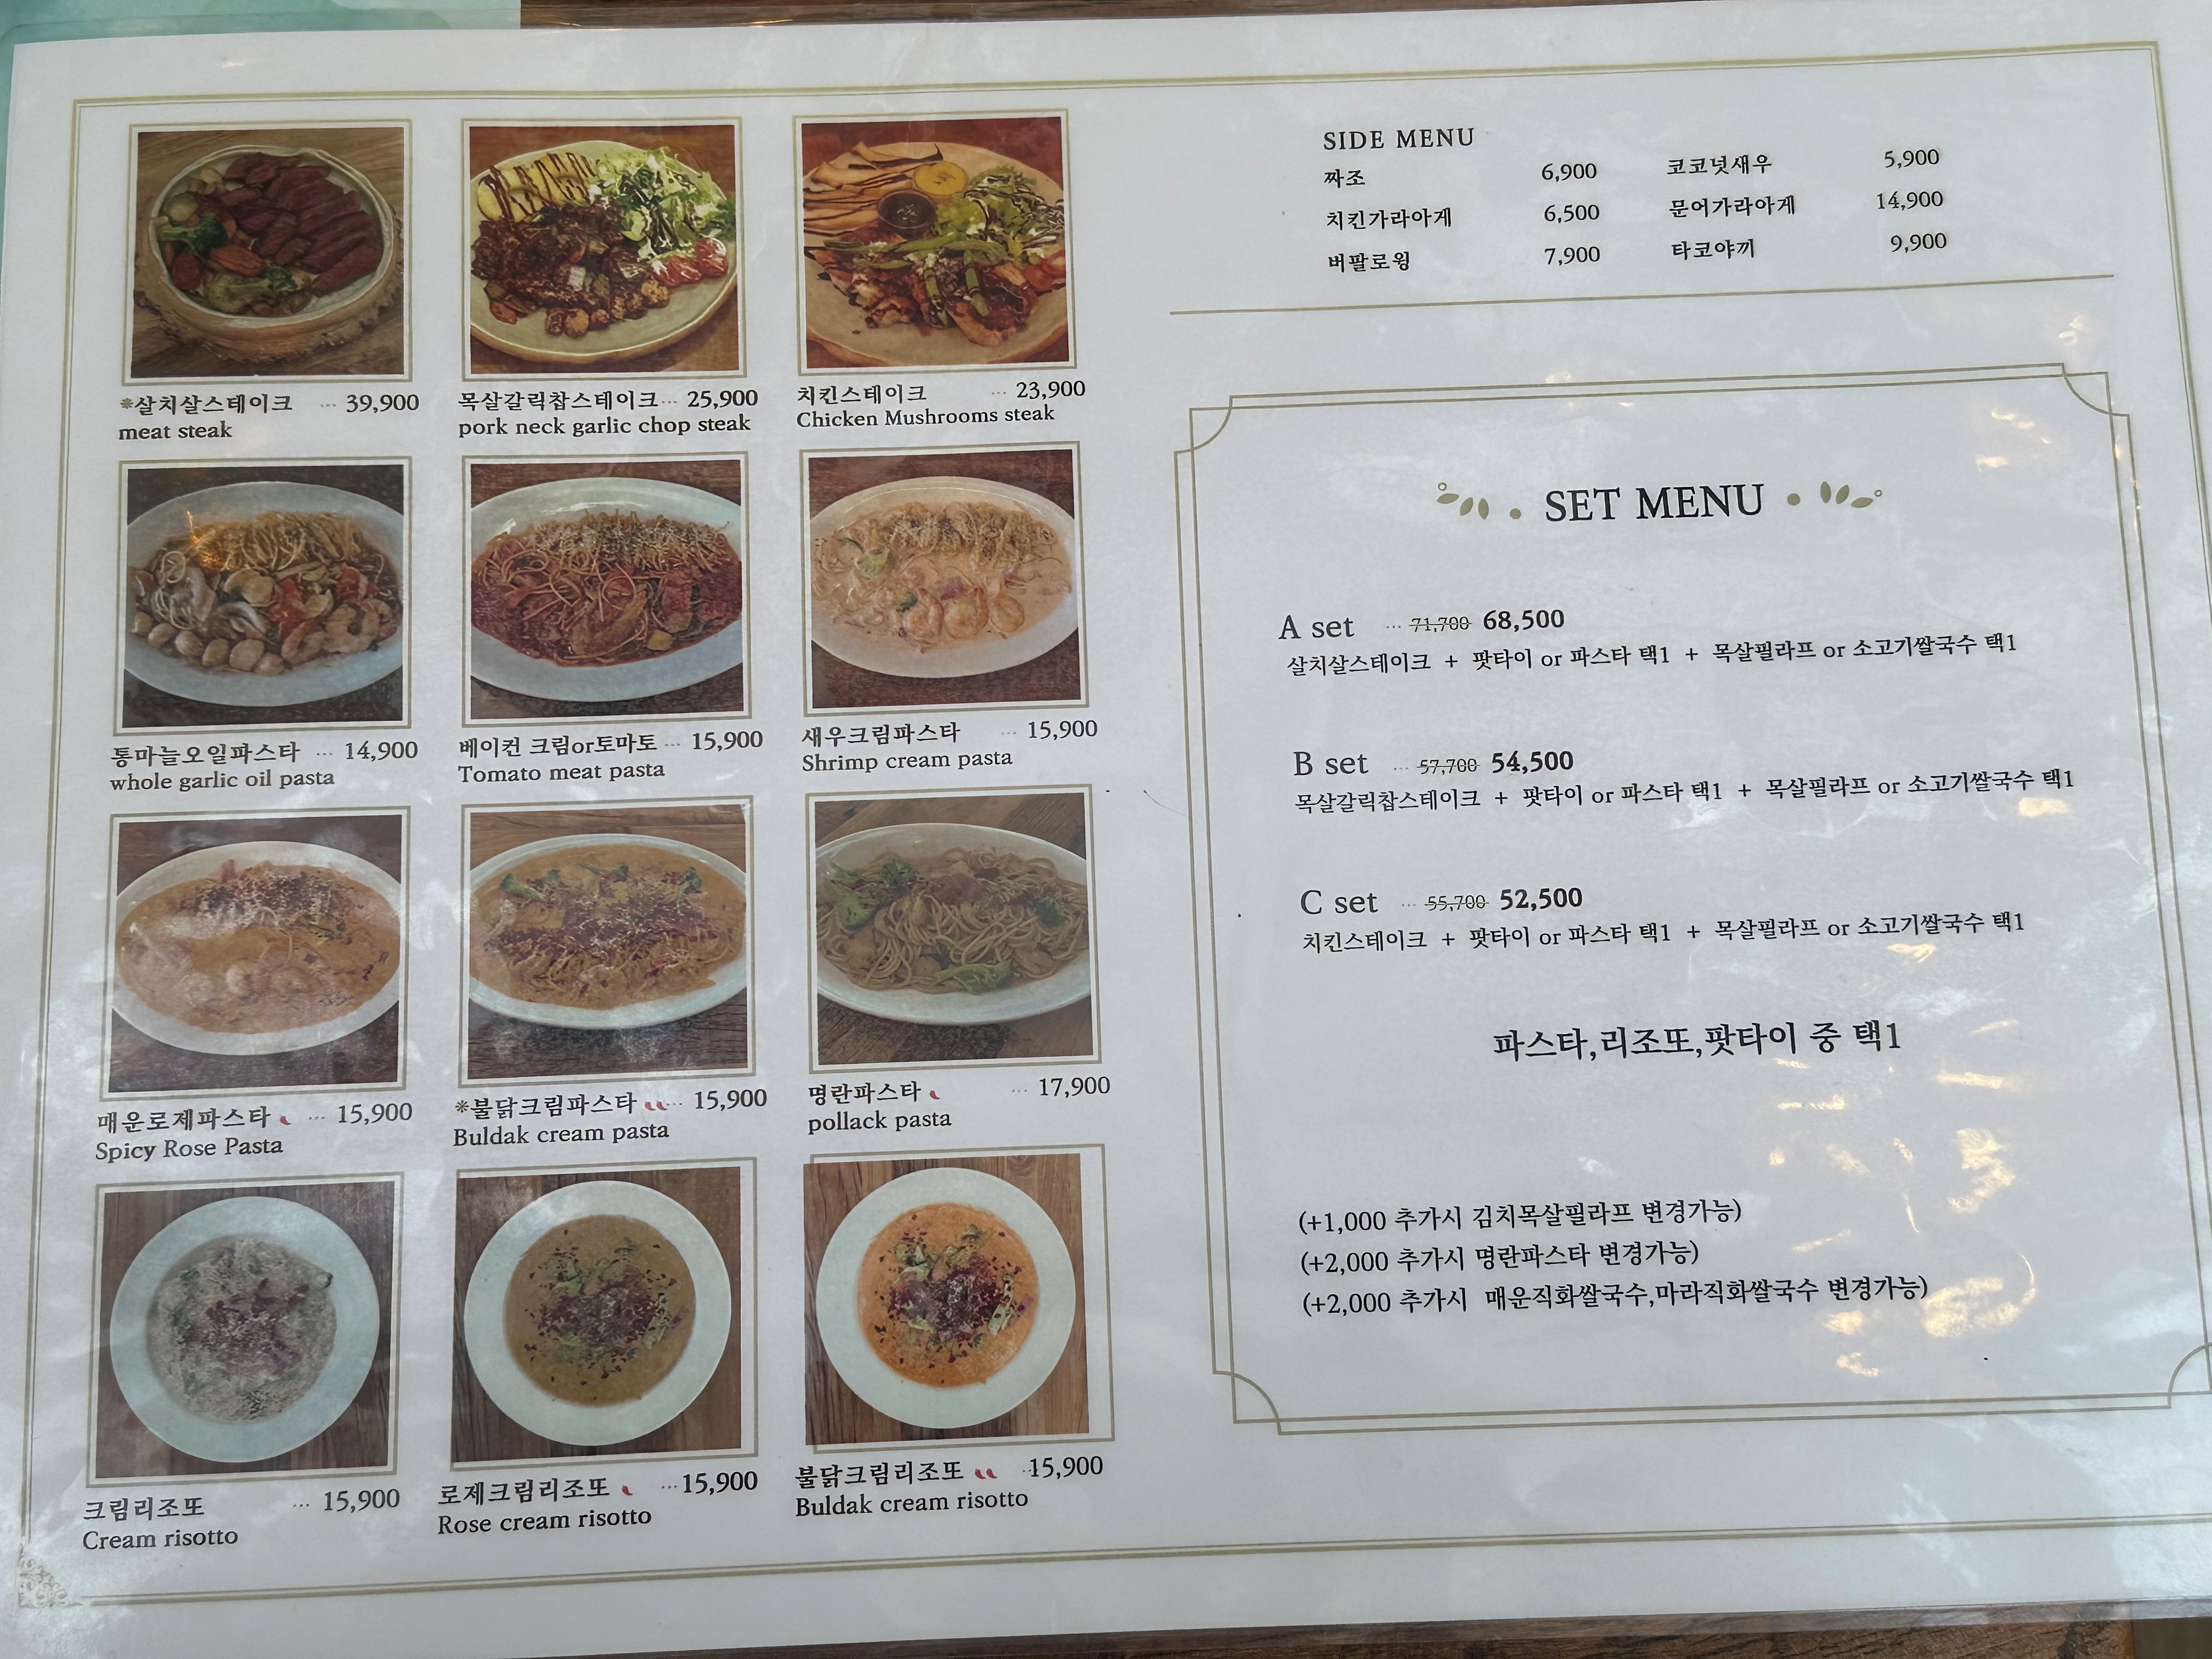 *살치살스테이크 ... 39,900
meat steak
목살갈릭찹스테이크... 25,900
pork neck garlic chop steak
치킨스테이크 ... 23,900
Chicken Mushrooms steak
통마늘오일파스타 ... 14,900
whole garlic oil pasta
베이컨 크림or토마토 ... 15,900
Tomato meat pasta
새우크림파스타 ... 15,900
Shrimp cream pasta
매운로제파스타 ... 15,900
Spicy Rose Pasta
*불닭크림파스타 ... 15,900
Buldak cream pasta
명란파스타 ... 17,900
pollack pasta
크림리조또 ... 15,900
Cream risotto
로제크림리조또 ... 15,900
Rose cream risotto
불닭크림리조또 ... 15,900
Buldak cream risotto
SIDE MENU
짜조 6,900 코코넛새우 5,900
치킨가라아게 6,500 문어가라아게 14,900
버팔로윙 7,900 타코야끼 9,900
SET MENU
A set ... 71,700 68,500
살치살스테이크 + 팟타이 or 파스타 택1 + 목살필라프 or 소고기쌀국수 택1
B set ... 57,700 54,500
목살갈릭찹스테이크 + 팟타이 or 파스타 택1 + 목살필라프 or 소고기쌀국수 택1
C set ... 55,700 52,500
치킨스테이크 + 팟타이 or 파스타 택1 + 목살필라프 or 소고기쌀국수 택1
파스타,리조또,팟타이 중 택1
(+1,000 추가시 김치목살필라프 변경가능)
(+2,000 추가시 명란파스타 변경가능)
(+2,000 추가시 매운직화쌀국수,마라직화쌀국수 변경가능)